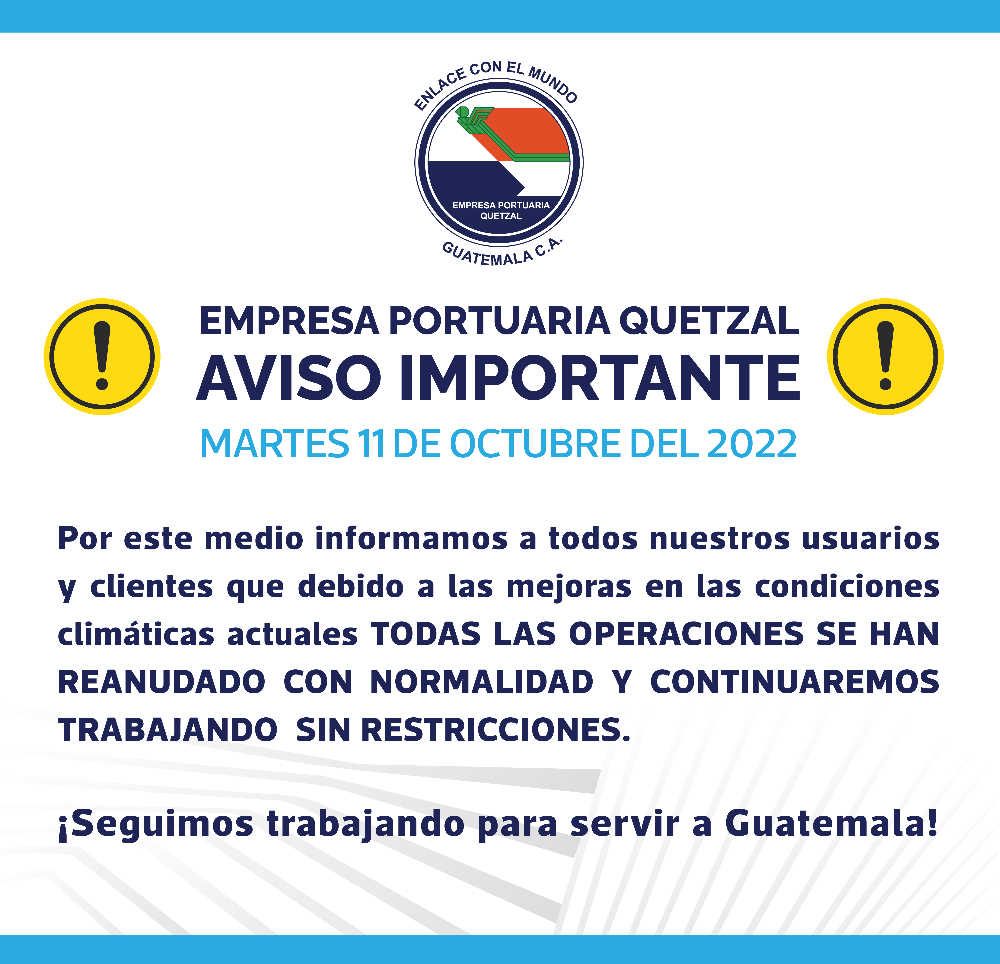 ENLACE CON EL MUNDO
EMPRESA PORTUARIA
QUETZAL
GUATEMALA C.A.
EMPRESA PORTUARIA QUETZAL
AVISO IMPORTANTE
MARTES 11 DE OCTUBRE DEL 2022
Por este medio informamos a todos nuestros usuarios
y clientes que debido a las mejoras en las condiciones
climáticas actuales TODAS LAS OPERACIONES SE HAN
REANUDADO CON NORMALIDAD Y CONTINUAREMOS
TRABAJANDO SIN RESTRICCIONES.
¡Seguimos trabajando para servir a Guatemala!